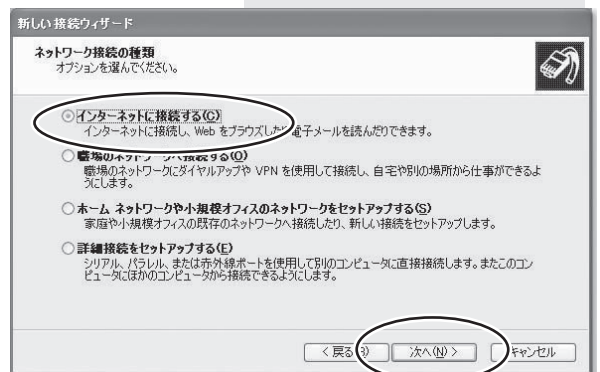 新しい接続ウィザード
ネットワーク接続の種類
オプションを選んでください。
インターネットに接続する(C)
インターネットに接続し、Web をブラウズしたり電子メールを読んだりできます。
職場のネットワークへ接続する(O)
職場のネットワークにダイヤルアップや VPN を使用して接続し、自宅や別の場所から仕事ができるよ
うにします。
ホーム ネットワークや小規模オフィスのネットワークをセットアップする(S)
家庭や小規模オフィスの既存のネットワークへ接続したり、新しい接続をセットアップします。
詳細接続をセットアップする(E)
シリアル、パラレル、または赤外線ポートを使用して別のコンピュータに直接接続します。またこのコン
ピュータにほかのコンピュータから接続できるようにします。
< 戻る(B) 次へ(N) > キャンセル